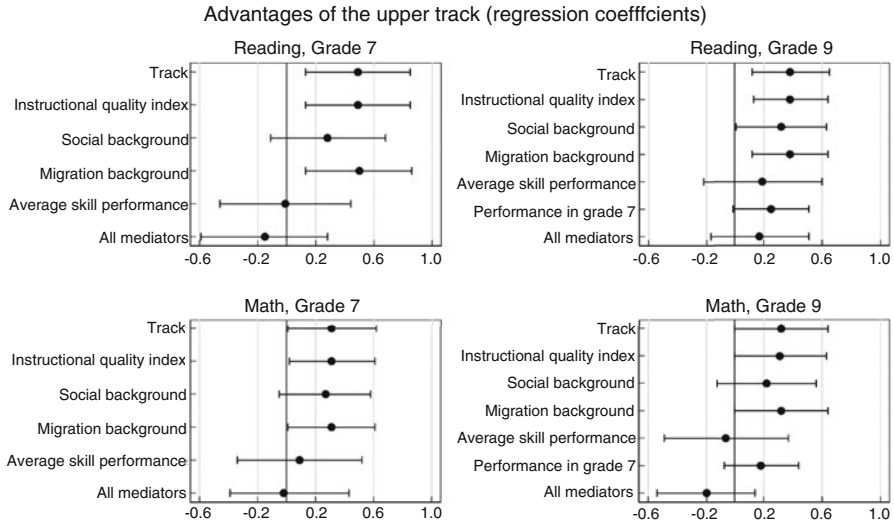 Advantages of the upper track (regression coefffcients)
Reading, Grade 7
Track
Instructional quality index
Social background
Migration background
Average skill performance
All mediators
-0.6 -0.2 0.2 0.6 1.0
Reading, Grade 9
Track
Instructional quality index
Social background
Migration background
Average skill performance
Performance in grade 7
All mediators
-0.6 -0.2 0.2 0.6 1.0
Math, Grade 7
Track
Instructional quality index
Social background
Migration background
Average skill performance
All mediators
-0.6 -0.2 0.2 0.6 1.0
Math, Grade 9
Track
Instructional quality index
Social background
Migration background
Average skill performance
Performance in grade 7
All mediators
-0.6 -0.2 0.2 0.6 1.0